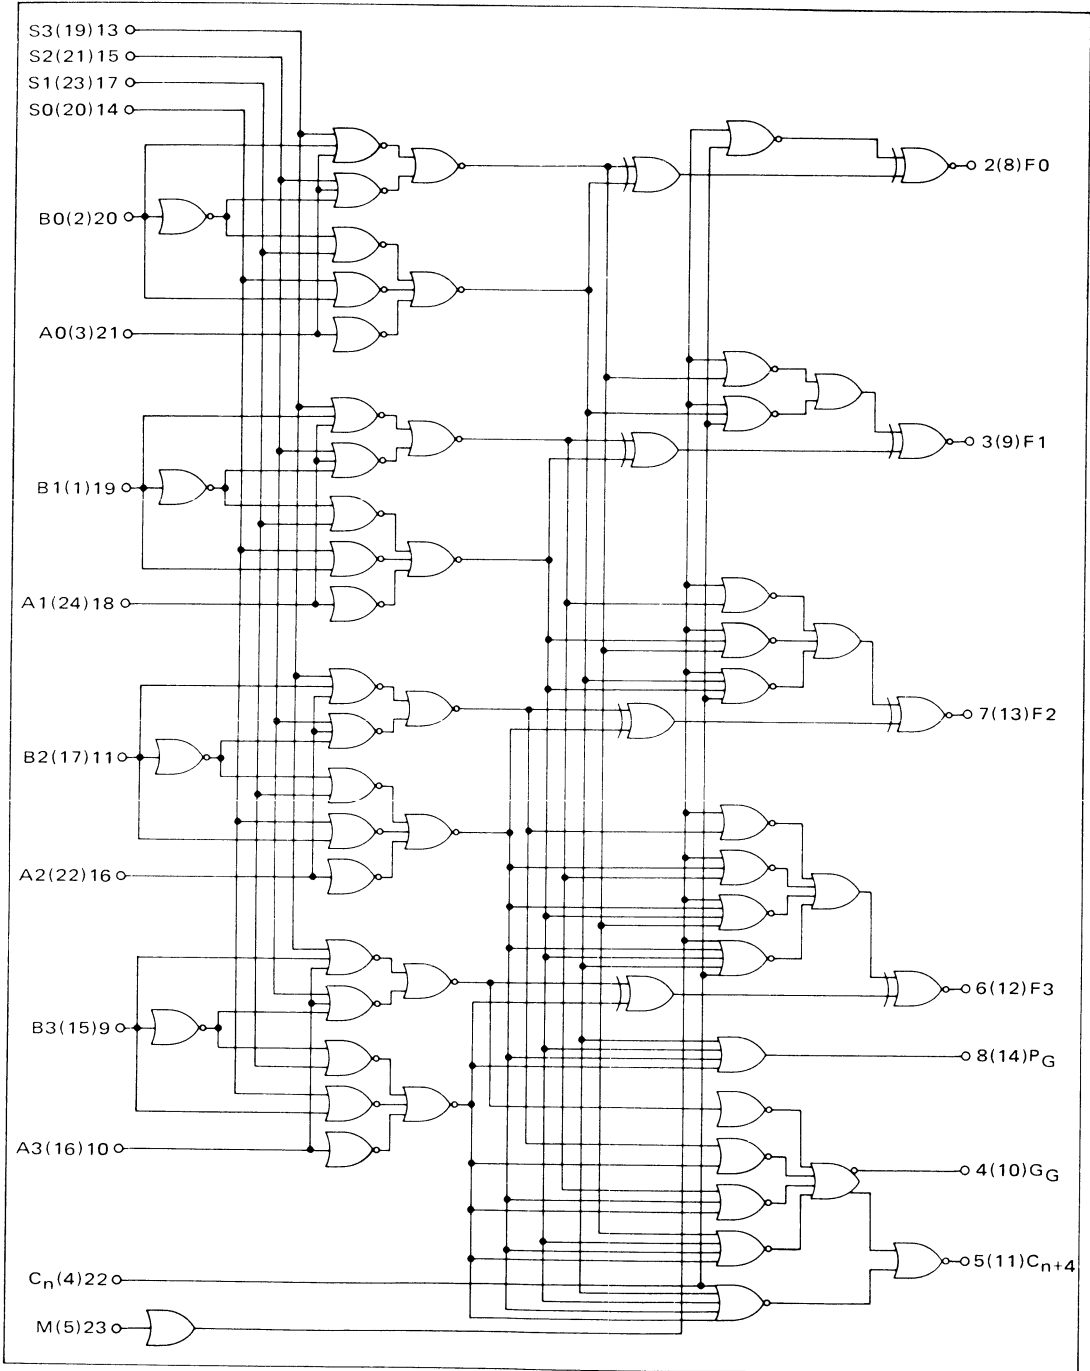 S3(19)13
S2(21)15
S1(23)17
S0(20)14
2(8)F0
B0(2)20
A0(3)21
3(9)F1
B1(1)19
A1(24)18
7(13)F2
B2(17)11
A2(22)16
6(12)F3
B3(15)9
8(14)PG
A3(16)10
4(10)GG
5(11)Cn+4
Cn(4)22
M(5)23